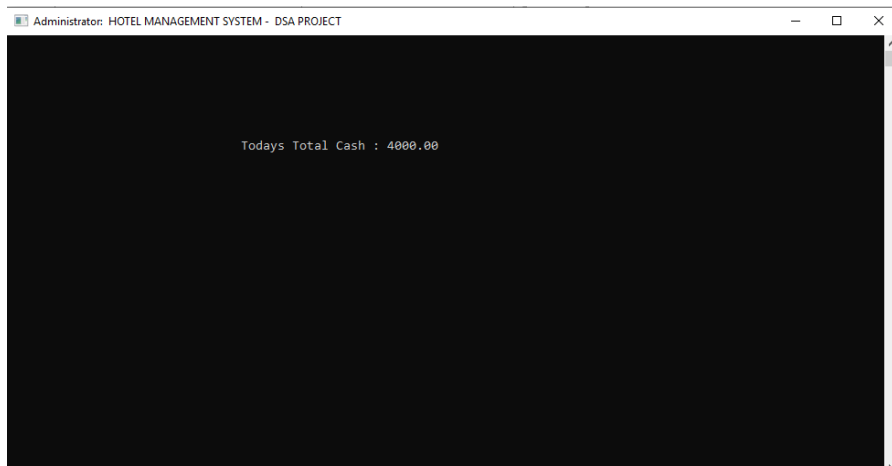 Administrator: HOTEL MANAGEMENT SYSTEM - DSA PROJECT
Todays Total Cash : 4000.00